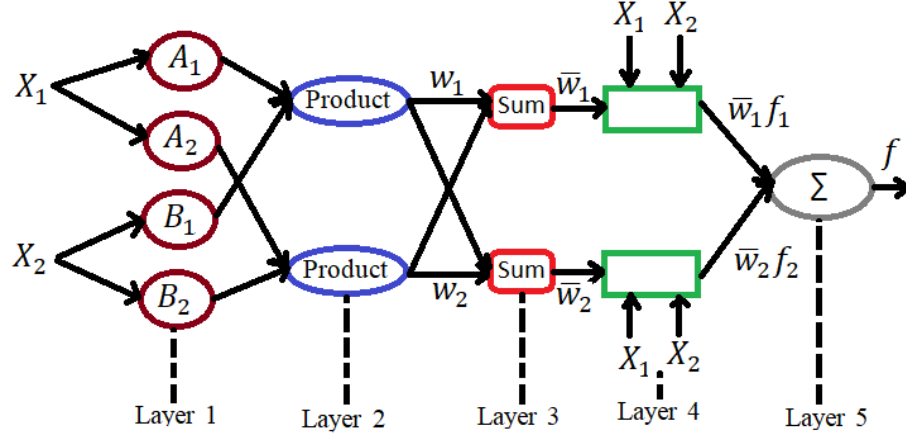 X₁ X₂
A₁
X₁
Product
w₁
Sum
w̅₁
w̅₁f₁
A₂
f
Σ
B₁
X₂
Product
w₂
Sum
w̅₂
w̅₂f₂
B₂
X₁ X₂
Layer 1
Layer 2
Layer 3
Layer 4
Layer 5